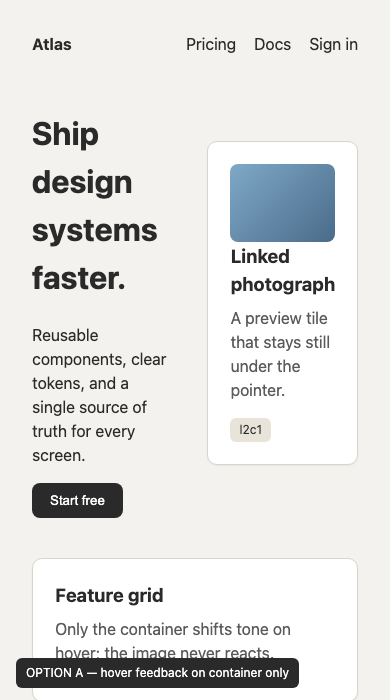 Atlas
Pricing Docs Sign in
Ship
design
systems
faster.
Reusable
components, clear
tokens, and a
single source of
truth for every
screen.
Start free
Linked
photograph
A preview tile
that stays still
under the
pointer.
l2c1
Feature grid
Only the container shifts tone on
hover; the image never reacts.
OPTION A — hover feedback on container only